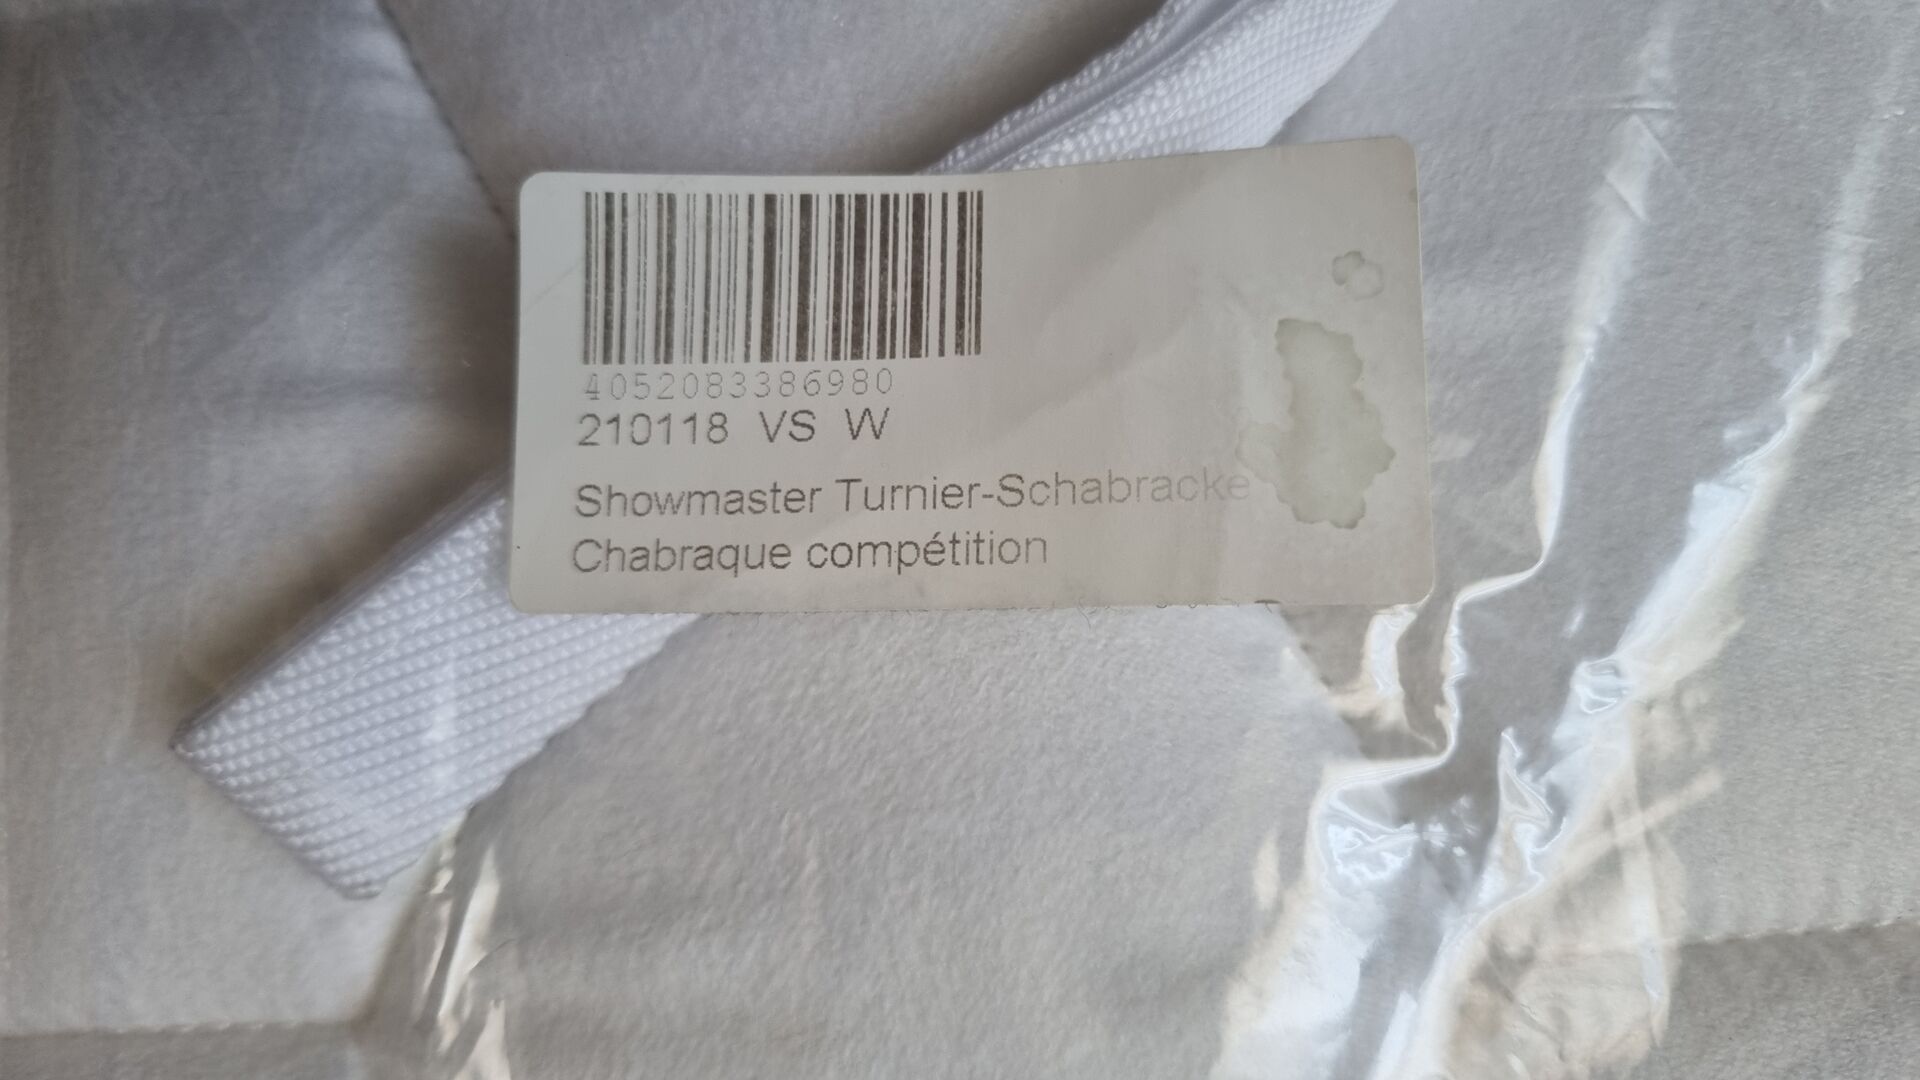 4052083386980
210118 VS W
Showmaster Turnier-Schabracke
Chabraque compétition